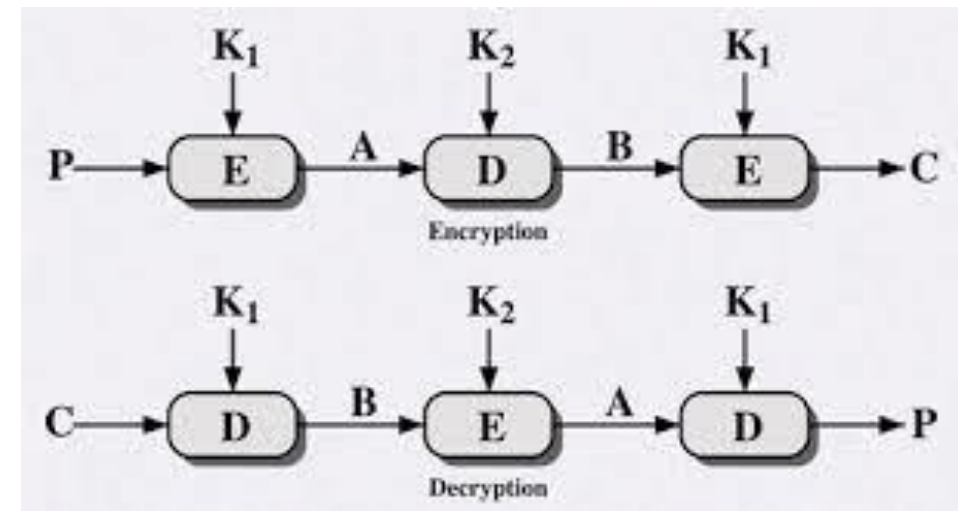 K₁ K₂ K₁
P E A D B E C
Encryption
K₁ K₂ K₁
C D B E A D P
Decryption